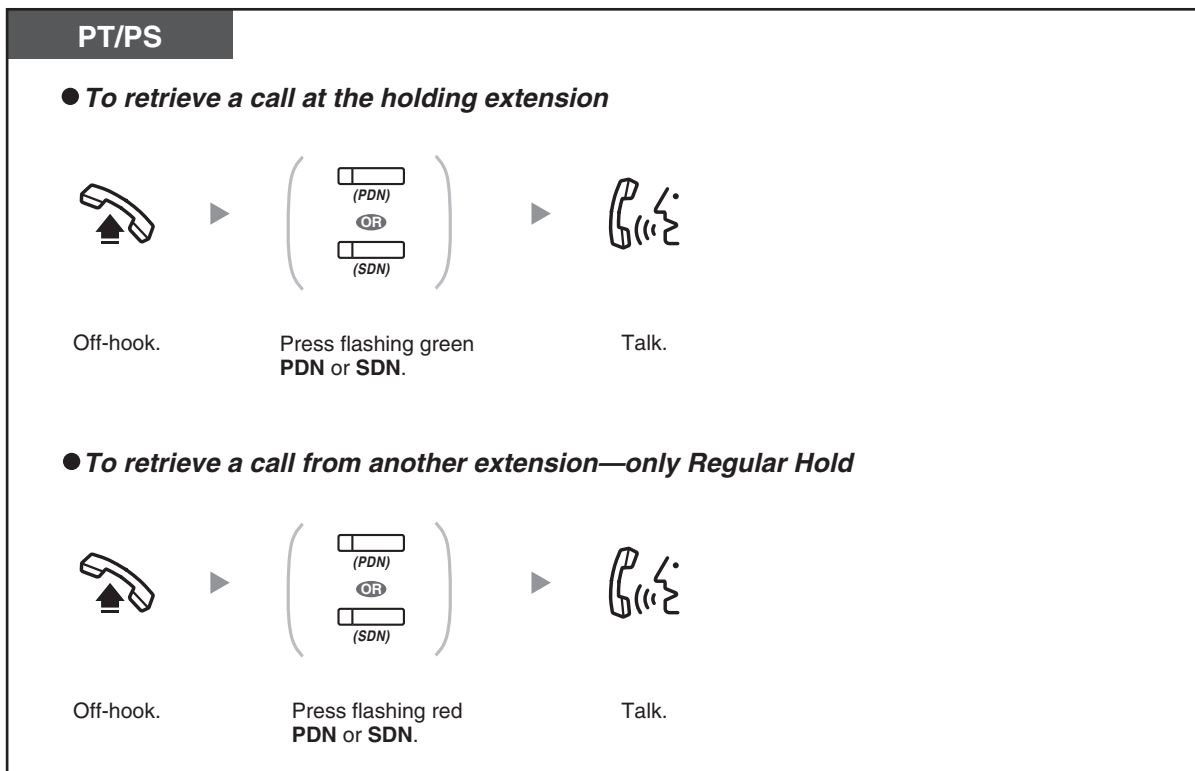 PT/PS
● To retrieve a call at the holding extension
(PDN)
OR
(SDN)
Off-hook.
Press flashing green
PDN or SDN.
Talk.
● To retrieve a call from another extension—only Regular Hold
(PDN)
OR
(SDN)
Off-hook.
Press flashing red
PDN or SDN.
Talk.